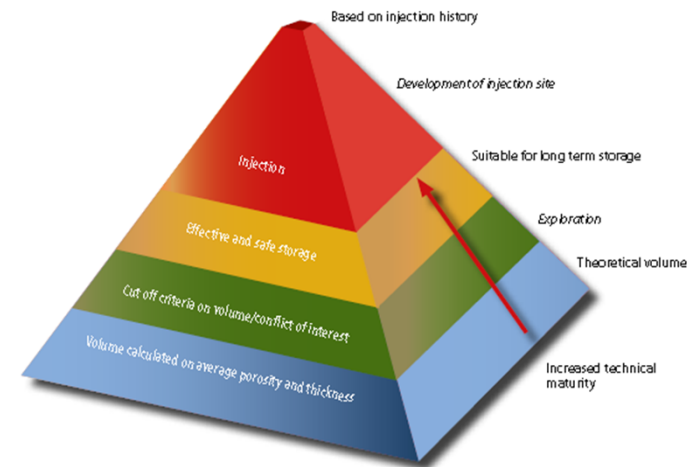 Based on injection history
Development of injection site
Suitable for long term storage
Injection
Exploration
Effective and safe storage
Theoretical volume
Cut off criteria on volume/conflict of interest
Volume calculated on average porosity and thickness
Increased technical
maturity